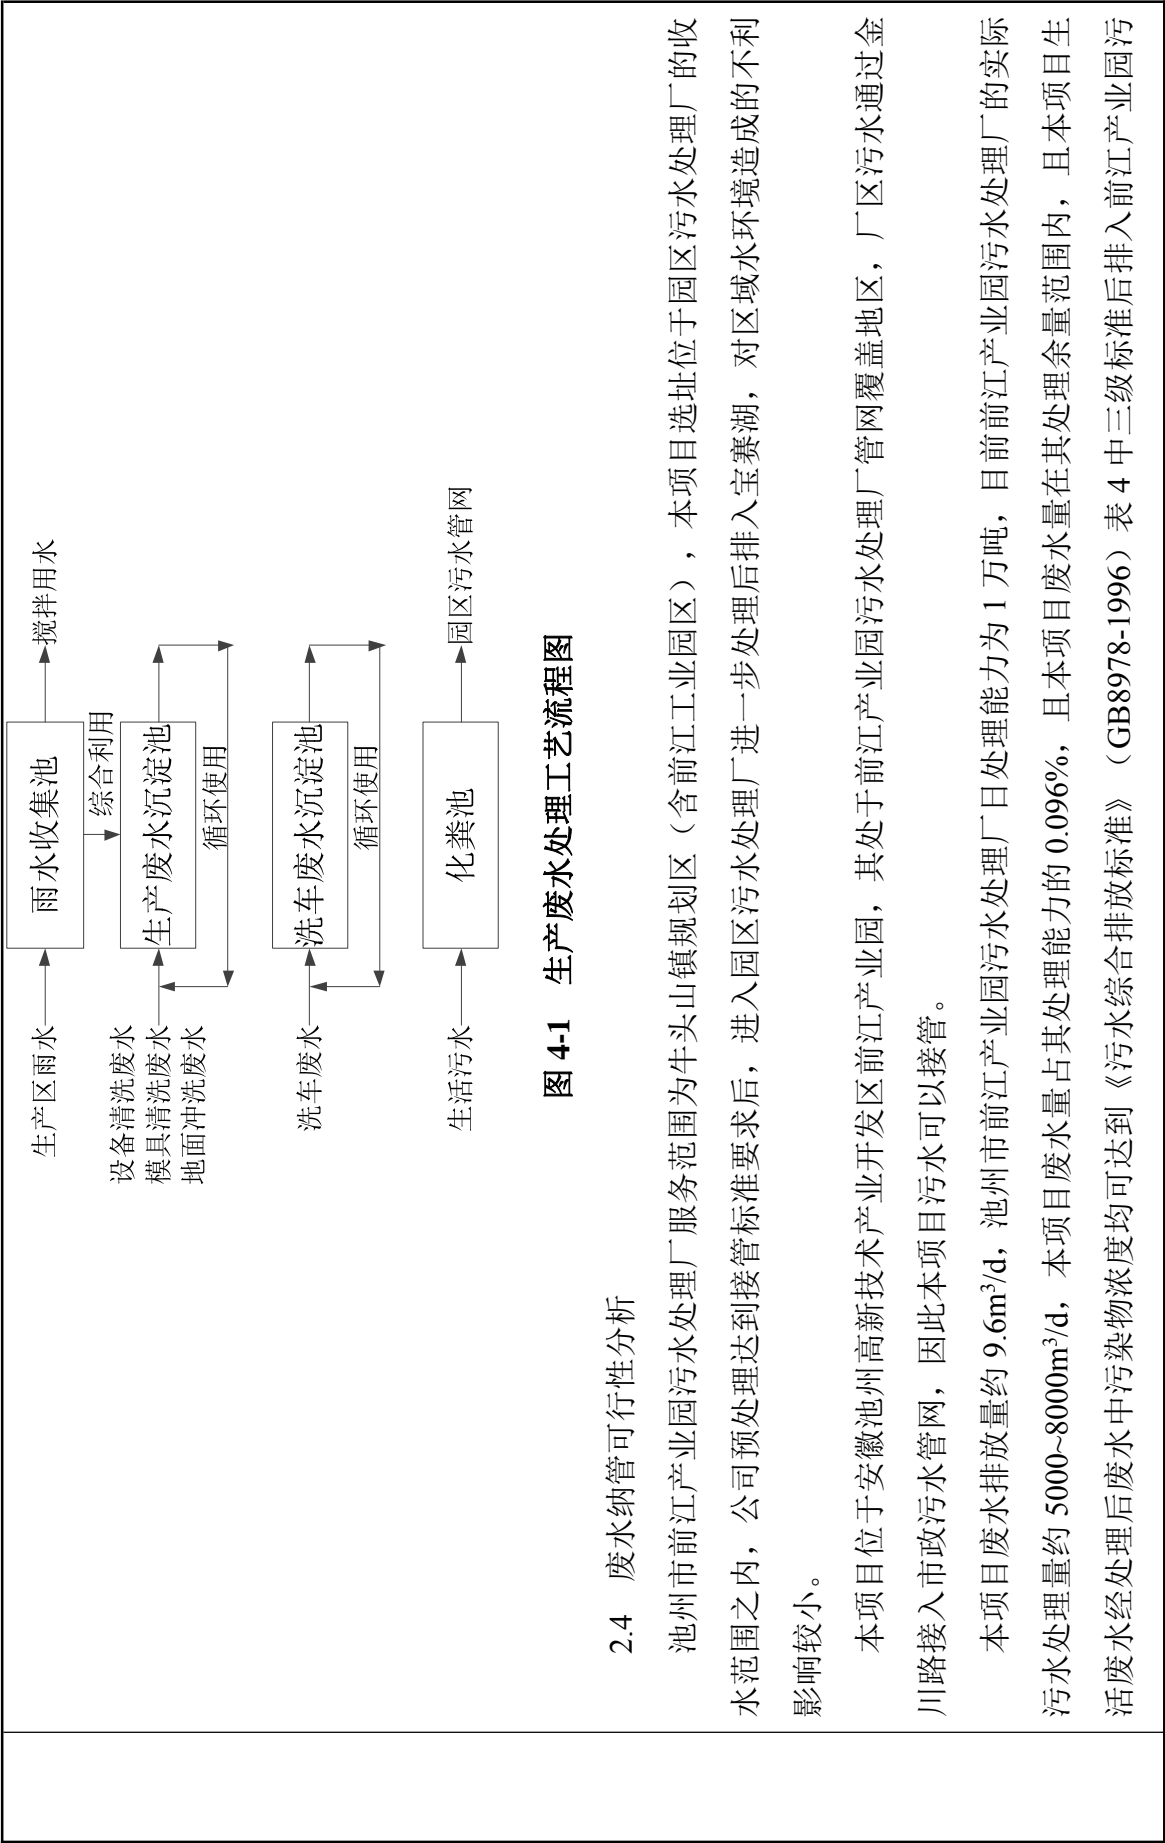 生产区雨水
雨水收集池
搅拌用水
综合利用
设备清洗废水
模具清洗废水
地面冲洗废水
生产废水沉淀池
循环使用
洗车废水
洗车废水沉淀池
循环使用
生活污水
化粪池
园区污水管网
图 4-1 生产废水处理工艺流程图
2.4 废水纳管可行性分析
池州市前江产业园污水处理厂服务范围为牛头山镇规划区（含前江工业园区），本项目选址位于园区污水处理厂的收
水范围之内，公司预处理达到接管标准要求后，进入园区污水处理厂进一步处理后排入宝赛湖，对区域水环境造成的不利
影响较小。
本项目位于安徽池州高新技术产业开发区前江产业园，其处于前江产业园污水处理厂管网覆盖地区，厂区污水通过金
川路接入市政污水管网，因此本项目污水可以接管。
本项目废水排放量约 9.6m³/d，池州市前江产业园污水处理厂日处理能力为 1 万吨，目前前江产业园污水处理厂的实际
污水处理量约 5000~8000m³/d，本项目废水量占其处理能力的 0.096%，且本项目废水量在其处理余量范围内，且本项目生
活废水经处理后废水中污染物浓度均可达到《污水综合排放标准》（GB8978-1996）表 4 中三级标准后排入前江产业园污